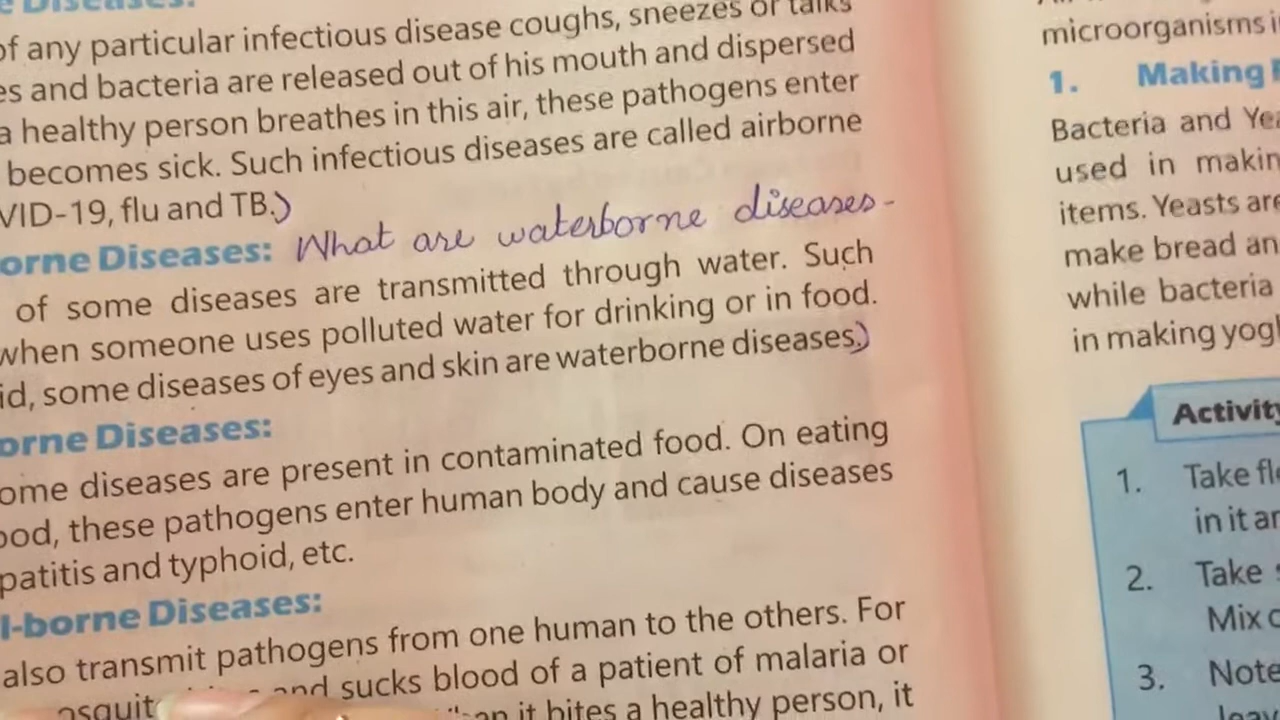 Diseases:
of any particular infectious disease coughs, sneezes or talks
es and bacteria are released out of his mouth and dispersed
a healthy person breathes in this air, these pathogens enter
becomes sick. Such infectious diseases are called airborne
VID-19, flu and TB.)
orne Diseases: What are waterborne diseases-
of some diseases are transmitted through water. Such
when someone uses polluted water for drinking or in food.
id, some diseases of eyes and skin are waterborne diseases.)
orne Diseases:
ome diseases are present in contaminated food. On eating
ood, these pathogens enter human body and cause diseases
patitis and typhoid, etc.
l-borne Diseases:
also transmit pathogens from one human to the others. For
and sucks blood of a patient of malaria or
it bites a healthy person, it
microorganisms i
1. Making
Bacteria and Yea
used in makin
items. Yeasts are
make bread an
while bacteria
in making yog
Activity
1. Take fl
in it an
2. Take
Mix
3. Note